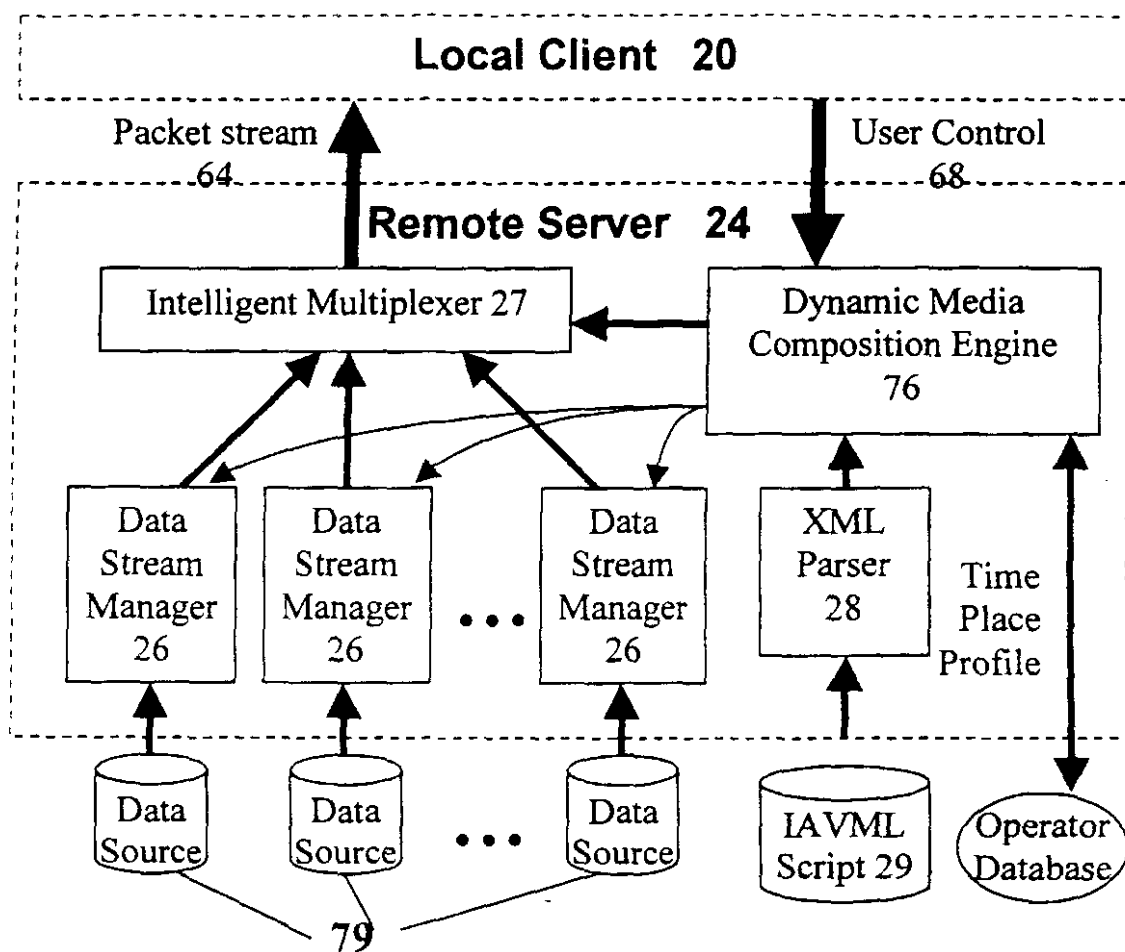 Local Client 20
Packet stream
64
User Control
68
Remote Server 24
Intelligent Multiplexer 27
Dynamic Media
Composition Engine
76
Data
Stream
Manager
26
Data
Stream
Manager
26
• • •
Data
Stream
Manager
26
XML
Parser
28
Time
Place
Profile
Data
Source
Data
Source
• • •
Data
Source
IAVML
Script 29
Operator
Database
79